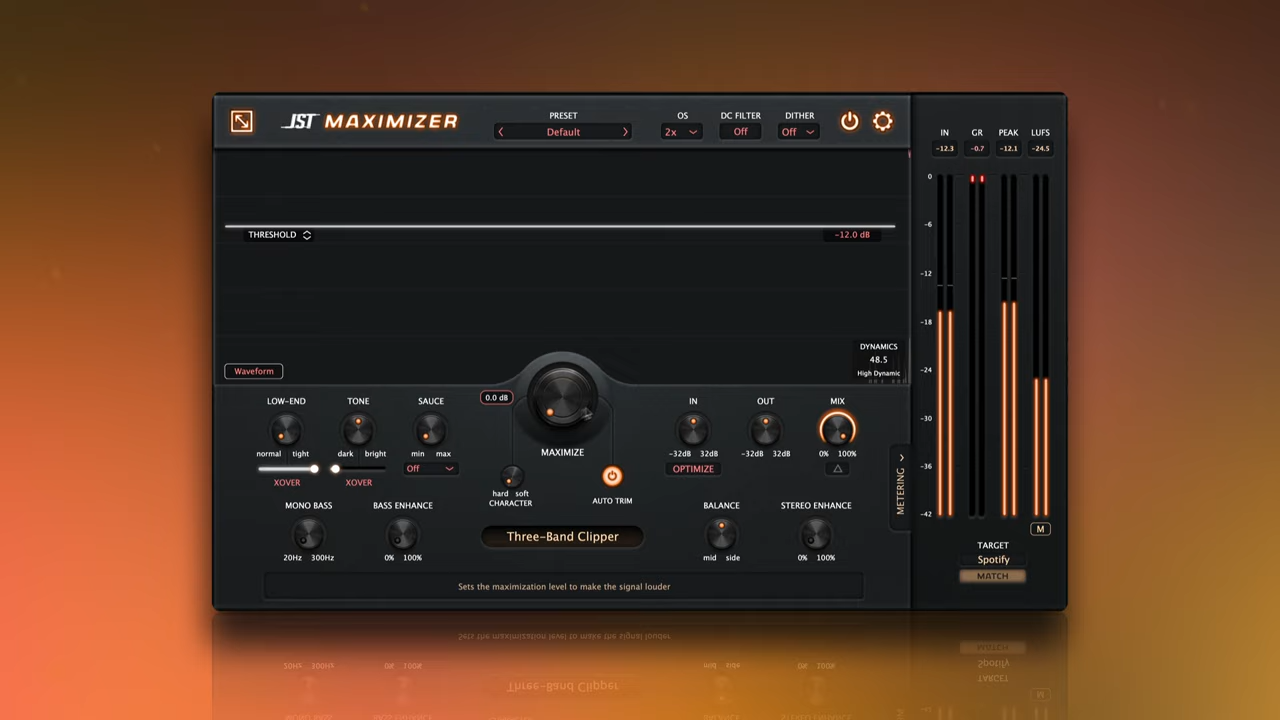 JST MAXIMIZER
PRESET
Default
OS
2x
DC FILTER
Off
DITHER
Off
IN
GR
PEAK
LUFS
-12.3
-0.7
-12.1
-24.5
0
-6
-12
-18
-24
-30
-36
-42
THRESHOLD
-12.0 dB
Waveform
DYNAMICS
48.5
High Dynamic
LOW-END
normal tight
XOVER
TONE
dark bright
XOVER
SAUCE
min max
Off
0.0 dB
MAXIMIZE
hard soft
CHARACTER
AUTO TRIM
IN
-32dB 32dB
OPTIMIZE
OUT
-32dB 32dB
MIX
0% 100%
METERING
MONO BASS
20Hz 300Hz
BASS ENHANCE
0% 100%
Three-Band Clipper
BALANCE
mid side
STEREO ENHANCE
0% 100%
M
TARGET
Spotify
MATCH
Sets the maximization level to make the signal louder